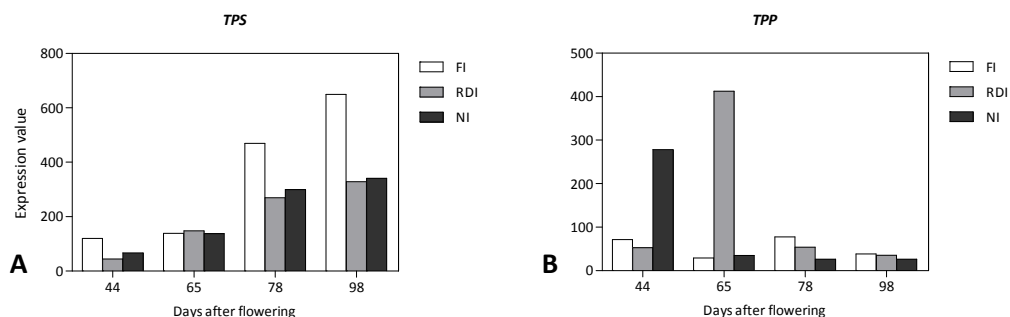 TPS
800
600
400
200
0
Expression value
44 65 78 98
Days after flowering
FI
RDI
NI
A
TPP
500
400
300
200
100
0
44 65 78 98
Days after flowering
FI
RDI
NI
B